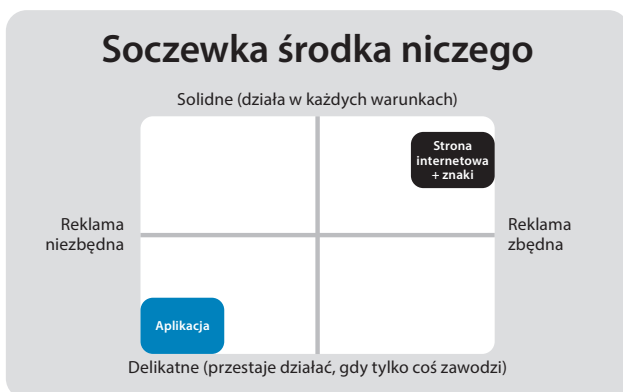 Soczewka środka niczego
Solidne (działa w każdych warunkach)
Strona
internetowa
+ znaki
Reklama
niezbędna
Reklama
zbędna
Aplikacja
Delikatne (przestaje działać, gdy tylko coś zawodzi)